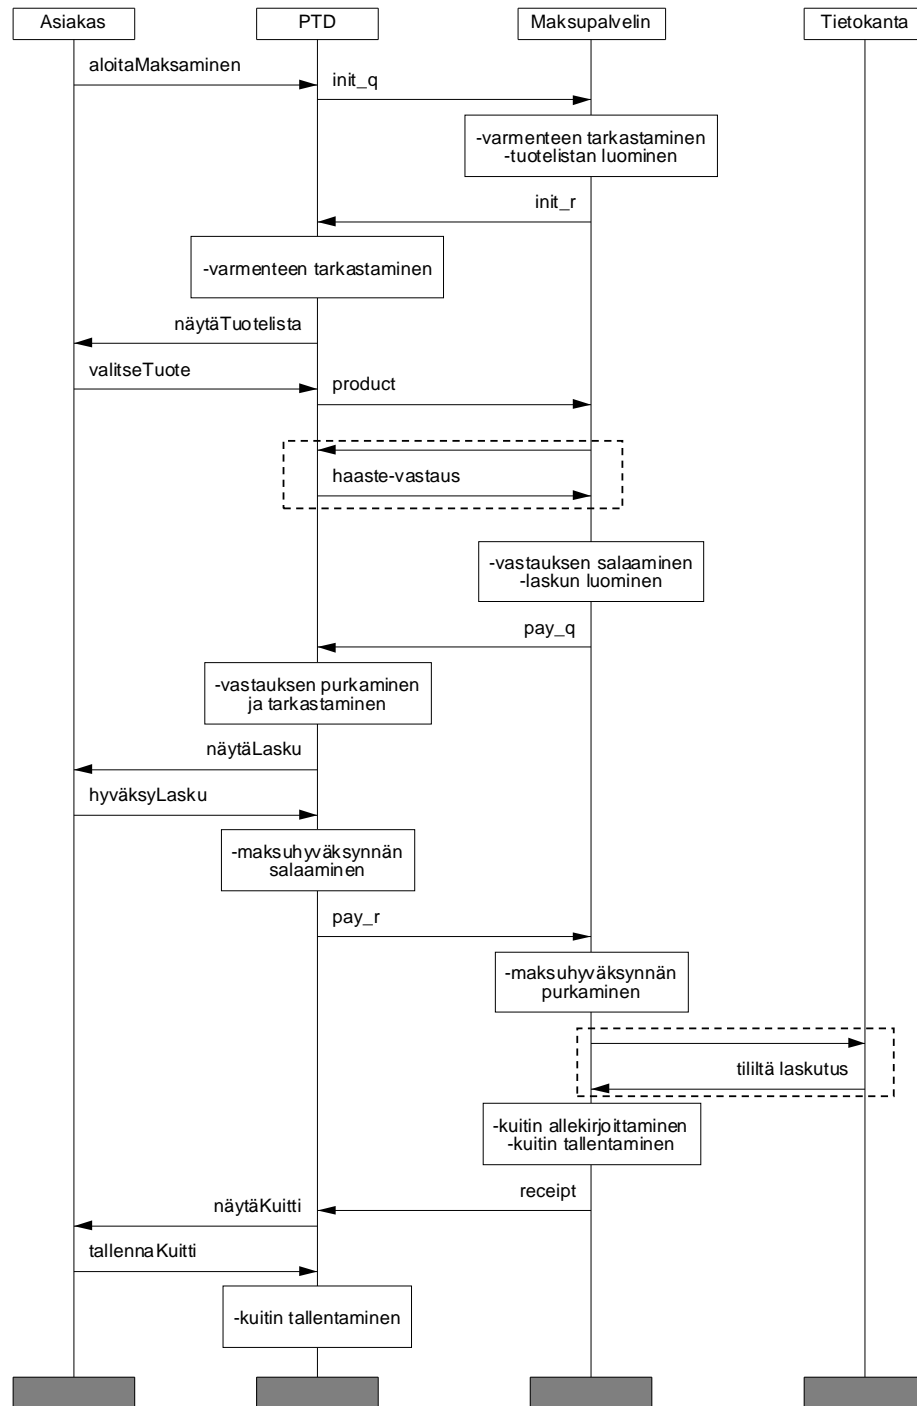 Asiakas
PTD
Maksupalvelin
Tietokanta
aloitaMaksaminen
init_q
-varmenteen tarkastaminen
-tuotelistan luominen
init_r
-varmenteen tarkastaminen
näytäTuotelista
valitseTuote
product
haaste-vastaus
-vastauksen salaaminen
-laskun luominen
pay_q
-vastauksen purkaminen
ja tarkastaminen
näytäLasku
hyväksyLasku
-maksuhyväksynnän
salaaminen
pay_r
-maksuhyväksynnän
purkaminen
tililtä laskutus
-kuitin allekirjoittaminen
-kuitin tallentaminen
receipt
näytäKuitti
tallennaKuitti
-kuitin tallentaminen